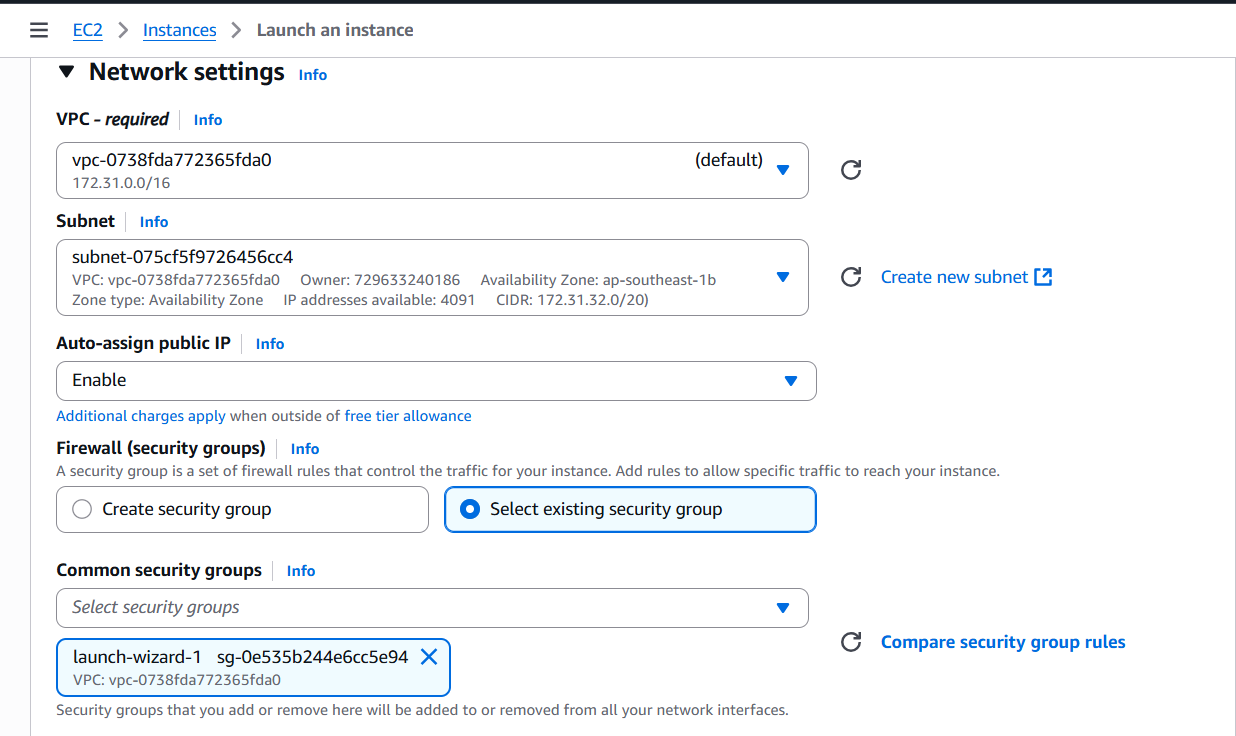 EC2 > Instances > Launch an instance
Network settings Info
VPC - required Info
vpc-0738fda772365fda0 (default)
172.31.0.0/16
Subnet Info
subnet-075cf5f9726456cc4
VPC: vpc-0738fda772365fda0 Owner: 729633240186 Availability Zone: ap-southeast-1b
Zone type: Availability Zone IP addresses available: 4091 CIDR: 172.31.32.0/20)
Create new subnet
Auto-assign public IP Info
Enable
Additional charges apply when outside of free tier allowance
Firewall (security groups) Info
A security group is a set of firewall rules that control the traffic for your instance. Add rules to allow specific traffic to reach your instance.
Create security group
Select existing security group
Common security groups Info
Select security groups
launch-wizard-1 sg-0e535b244e6cc5e94
VPC: vpc-0738fda772365fda0
Compare security group rules
Security groups that you add or remove here will be added to or removed from all your network interfaces.